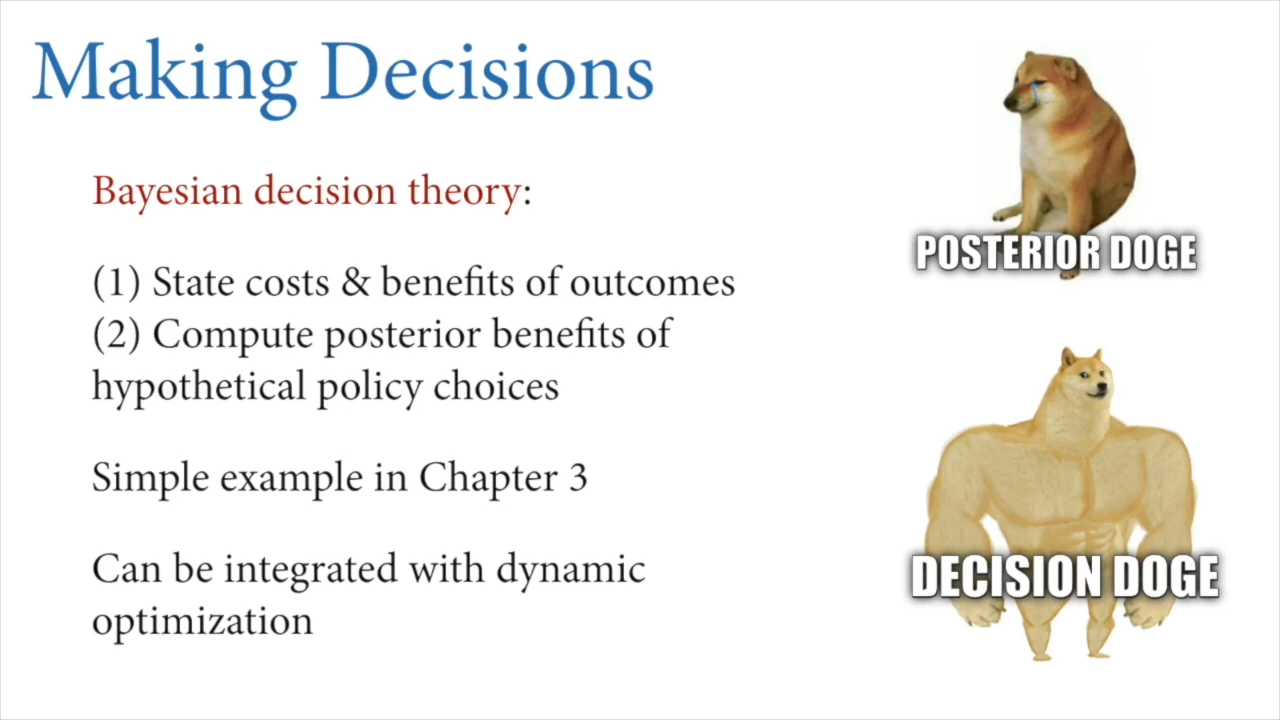 Making Decisions
Bayesian decision theory:
(1) State costs & benefits of outcomes
(2) Compute posterior benefits of
hypothetical policy choices
Simple example in Chapter 3
Can be integrated with dynamic
optimization
POSTERIOR DOGE
DECISION DOGE